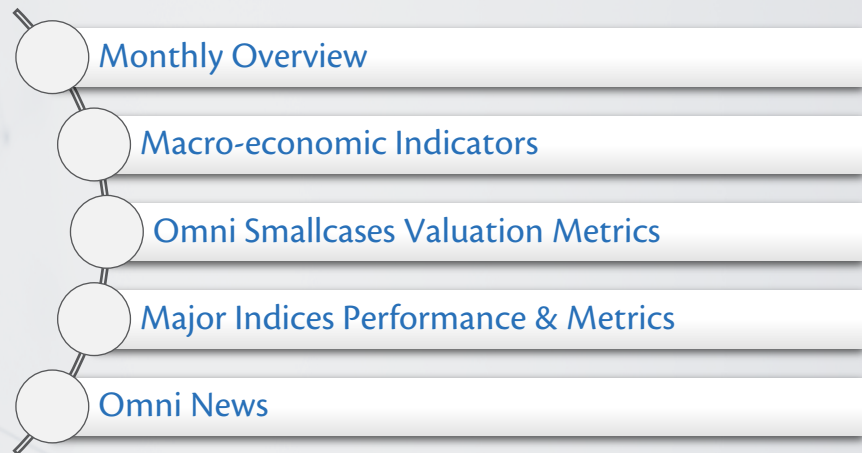 Monthly Overview
Macro-economic Indicators
Omni Smallcases Valuation Metrics
Major Indices Performance & Metrics
Omni News